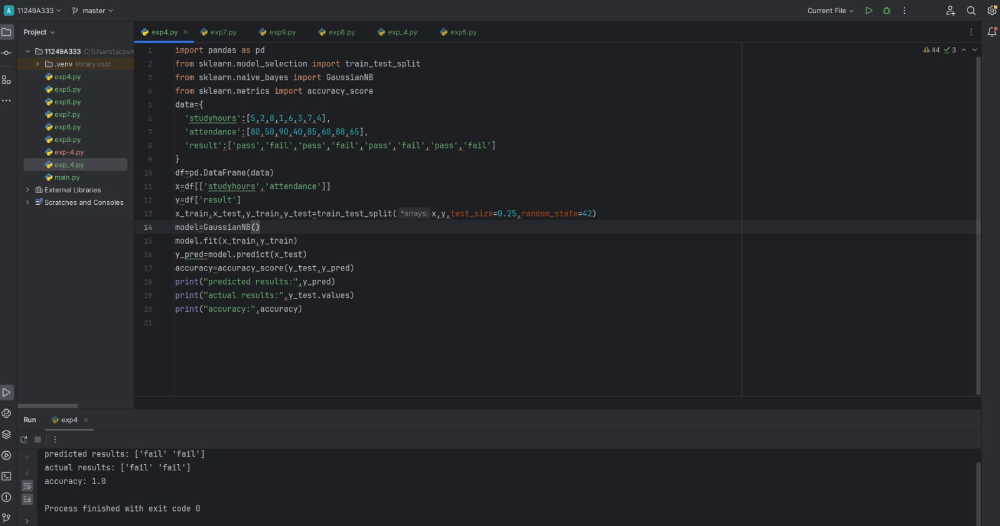 A 11249A333 master Current File
Project
exp4.py exp7.py exp9.py exp8.py exp_4.py exp5.py
11249A333 C:\Users\scsvm
.venv library root
exp4.py
exp5.py
exp6.py
exp7.py
exp8.py
exp9.py
exp-4.py
exp_4.py
main.py
External Libraries
Scratches and Consoles
44 3
1 import pandas as pd
2 from sklearn.model_selection import train_test_split
3 from sklearn.naive_bayes import GaussianNB
4 from sklearn.metrics import accuracy_score
5 data={
6 'studyhours':[5,2,8,1,6,3,7,4],
7 'attendance':[80,50,90,40,85,60,88,65],
8 'result':['pass','fail','pass','fail','pass','fail','pass','fail']
9 }
10 df=pd.DataFrame(data)
11 x=df[['studyhours','attendance']]
12 y=df['result']
13 x_train,x_test,y_train,y_test=train_test_split( *arrays: x,y,test_size=0.25,random_state=42)
14 model=GaussianNB()
15 model.fit(x_train,y_train)
16 y_pred=model.predict(x_test)
17 accuracy=accuracy_score(y_test,y_pred)
18 print("predicted results:",y_pred)
19 print("actual results:",y_test.values)
20 print("accuracy:",accuracy)
21
Run exp4
predicted results: ['fail' 'fail']
actual results: ['fail' 'fail']
accuracy: 1.0
Process finished with exit code 0